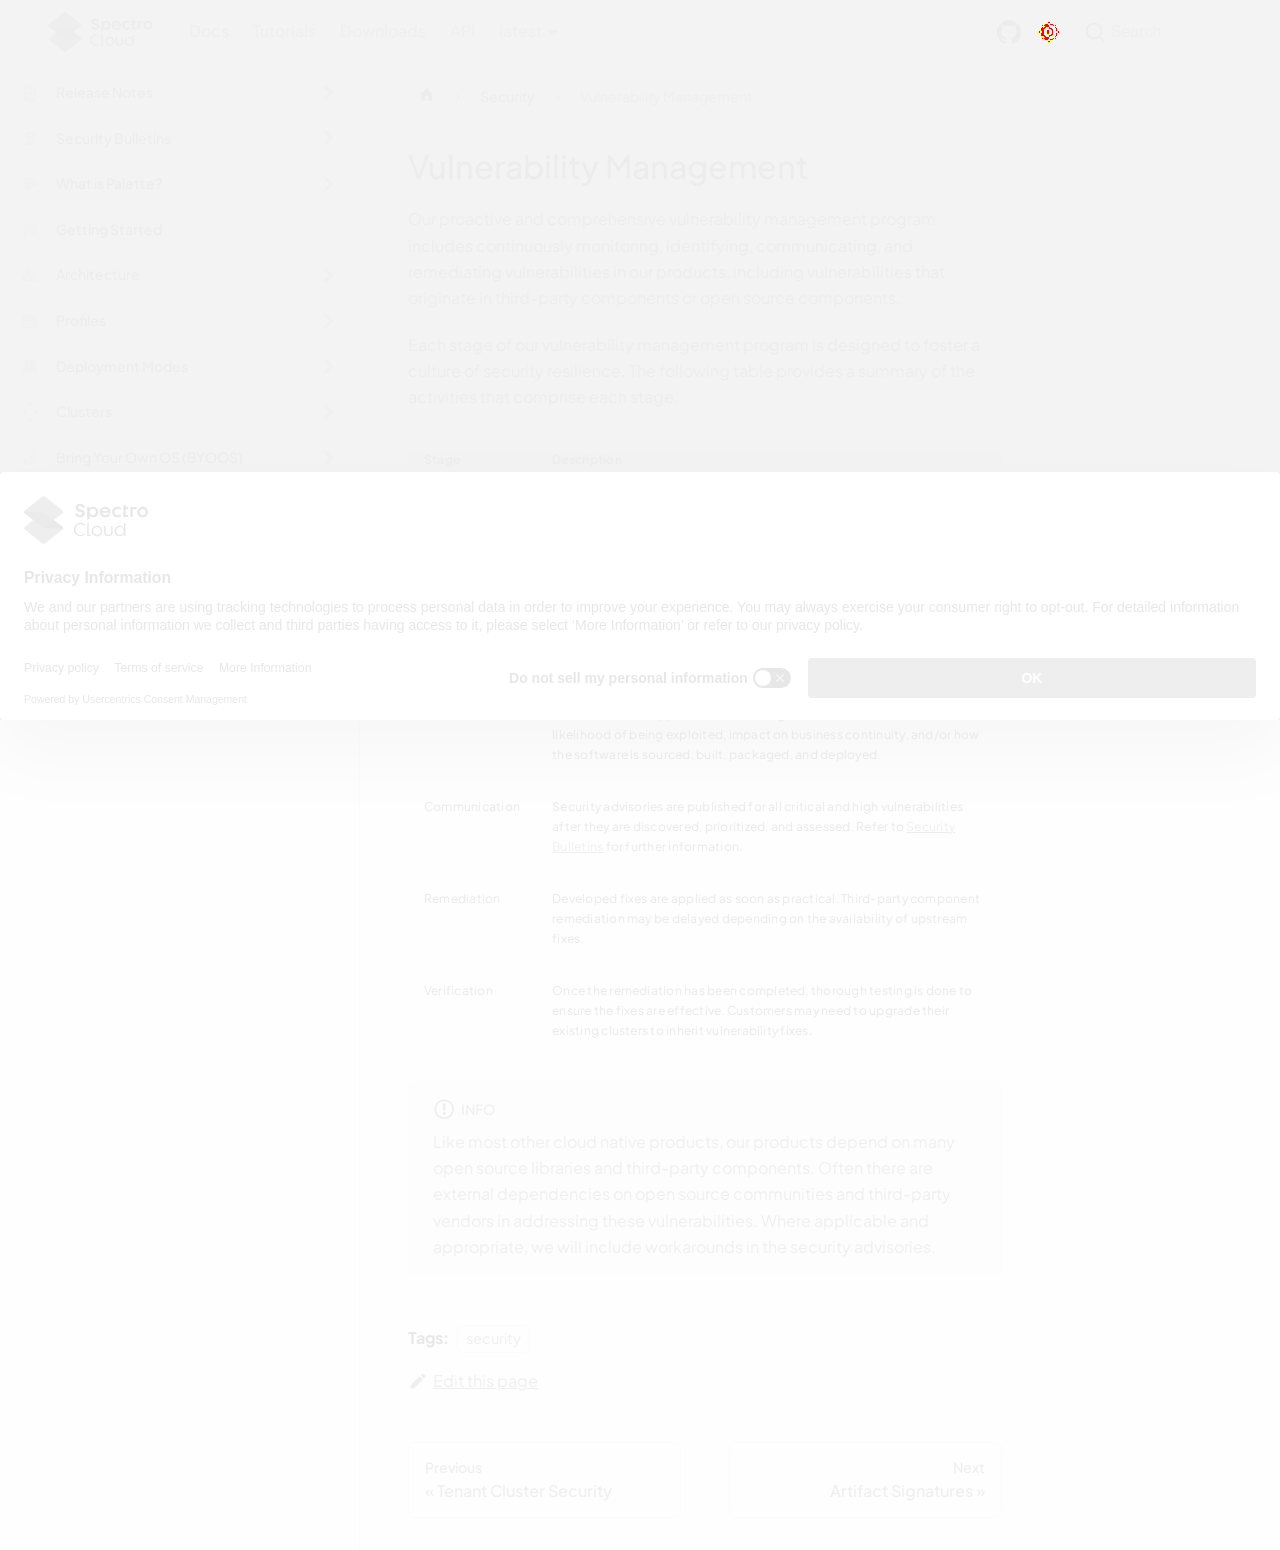 Spectro
Cloud
Docs
Tutorials
Downloads
API
latest
Search
Release Notes
Security Bulletins
What is Palette?
Getting Started
Architecture
Profiles
Deployment Modes
Clusters
Bring Your Own OS (BYOOS)
Security
Vulnerability Management
Vulnerability Management
Our proactive and comprehensive vulnerability management program
includes continuously monitoring, identifying, communicating, and
remediating vulnerabilities in our products, including vulnerabilities that
originate in third-party components or open source components.
Each stage of our vulnerability management program is designed to foster a
culture of security resilience. The following table provides a summary of the
activities that comprise each stage.
Stage
Description
Spectro
Cloud
Privacy Information
We and our partners are using tracking technologies to process personal data in order to improve your experience. You may always exercise your consumer right to opt-out. For detailed information
about personal information we collect and third parties having access to it, please select 'More Information' or refer to our privacy policy.
Privacy policy
Terms of service
More Information
Powered by Usercentrics Consent Management
Do not sell my personal information
OK
likelihood of being exploited, impact on business continuity, and/or how
the software is sourced, built, packaged, and deployed.
Communication
Security advisories are published for all critical and high vulnerabilities
after they are discovered, prioritized, and assessed. Refer to Security
Bulletins for further information.
Remediation
Developed fixes are applied as soon as practical. Third-party component
remediation may be delayed depending on the availability of upstream
fixes.
Verification
Once the remediation has been completed, thorough testing is done to
ensure the fixes are effective. Customers may need to upgrade their
existing clusters to inherit vulnerability fixes.
INFO
Like most other cloud native products, our products depend on many
open source libraries and third-party components. Often there are
external dependencies on open source communities and third-party
vendors in addressing these vulnerabilities. Where applicable and
appropriate, we will include workarounds in the security advisories.
Tags:
security
Edit this page
Previous
« Tenant Cluster Security
Next
Artifact Signatures »